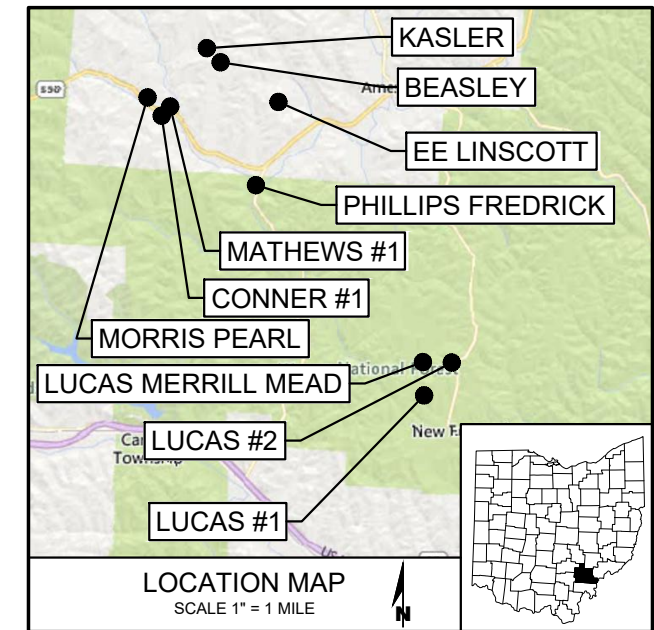 KASLER
BEASLEY
550
EE LINSCOTT
PHILLIPS FREDRICK
MATHEWS #1
CONNER #1
MORRIS PEARL
National Forest
LUCAS MERRILL MEAD
LUCAS #2
New
Township
LUCAS #1
LOCATION MAP
SCALE 1" = 1 MILE
N